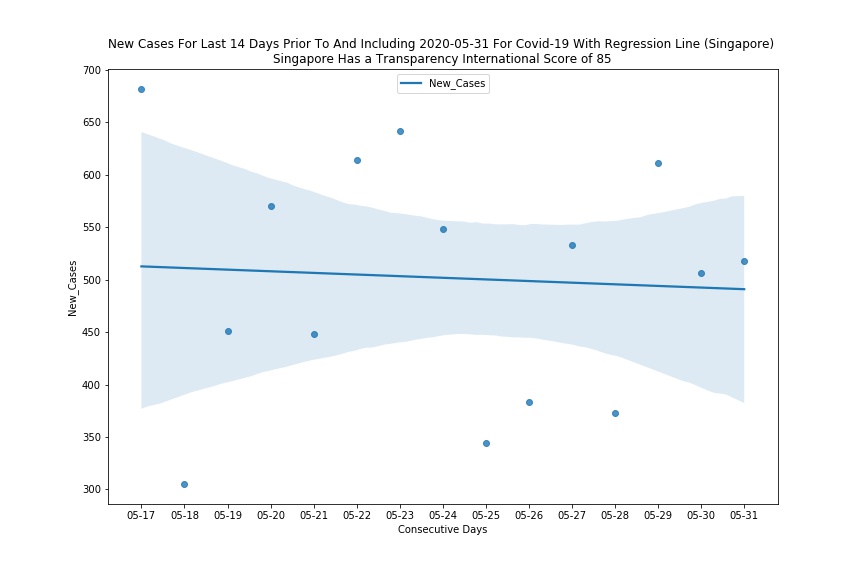 New Cases For Last 14 Days Prior To And Including 2020-05-31 For Covid-19 With Regression Line (Singapore)
Singapore Has a Transparency International Score of 85
New_Cases
700
650
600
550
500
450
400
350
300
New_Cases
05-17 05-18 05-19 05-20 05-21 05-22 05-23 05-24 05-25 05-26 05-27 05-28 05-29 05-30 05-31
Consecutive Days